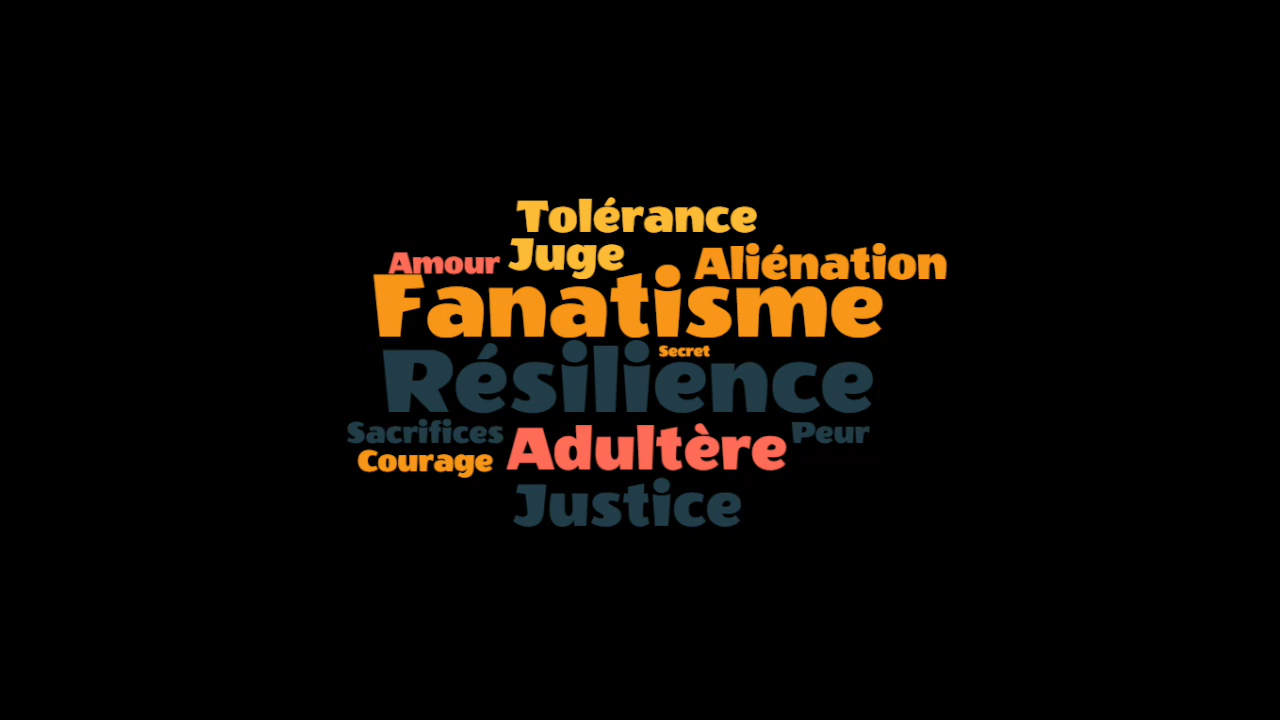 Tolérance
Juge
Amour
Aliénation
Fanatisme
Secret
Résilience
Sacrifices
Adultère
Peur
Courage
Justice